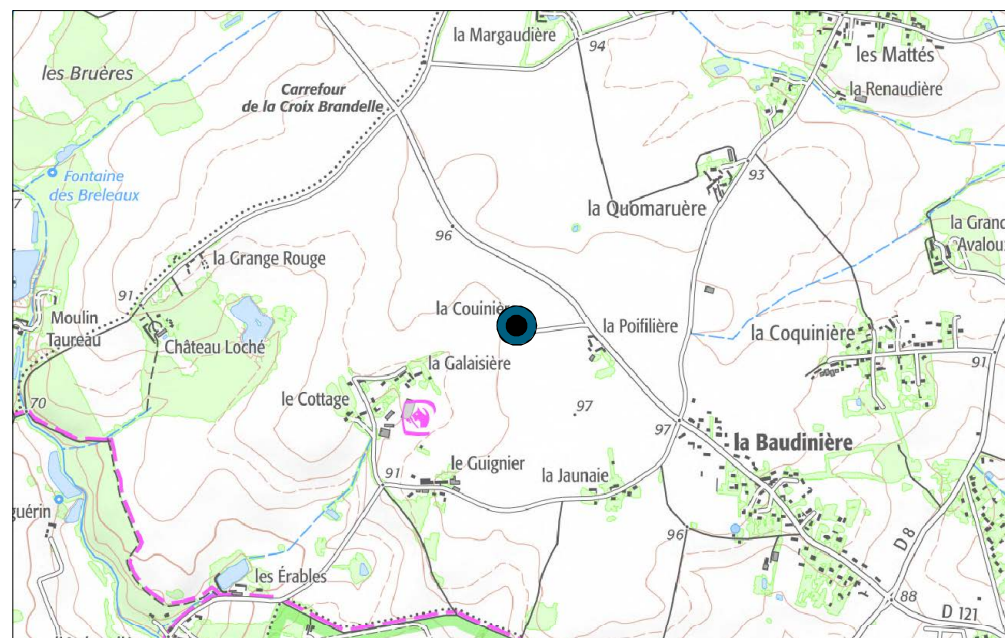 la Margaudière
94
les Mattés
les Bruères
Carrefour
de la Croix Brandelle
la Renaudière
Fontaine
des Breleaux
7
93
la Quomaruère
la Grand
Avaloux
96
la Grange Rouge
91
Moulin
Taureau
Château Loché
la Couinière
la Poifilière
la Coquinière
la Galaisière
91
le Cottage
70
97
97
la Baudinière
le Guignier
91
la Jaunaie
guérin
96
D 8
les Érables
88
D 121